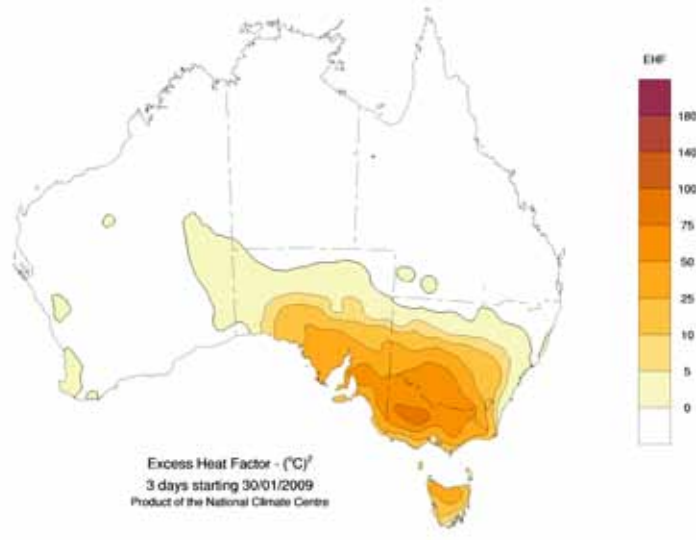 EHF
180
140
100
75
50
25
10
5
0
Excess Heat Factor - (°C)²
3 days starting 30/01/2009
Product of the National Climate Centre